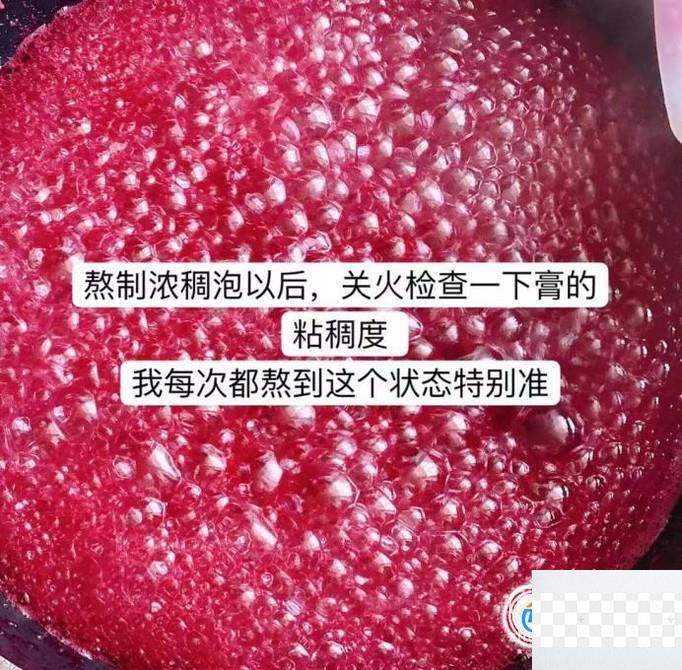 熬制浓稠泡以后，关火检查一下膏的
粘稠度
我每次都熬到这个状态特别准